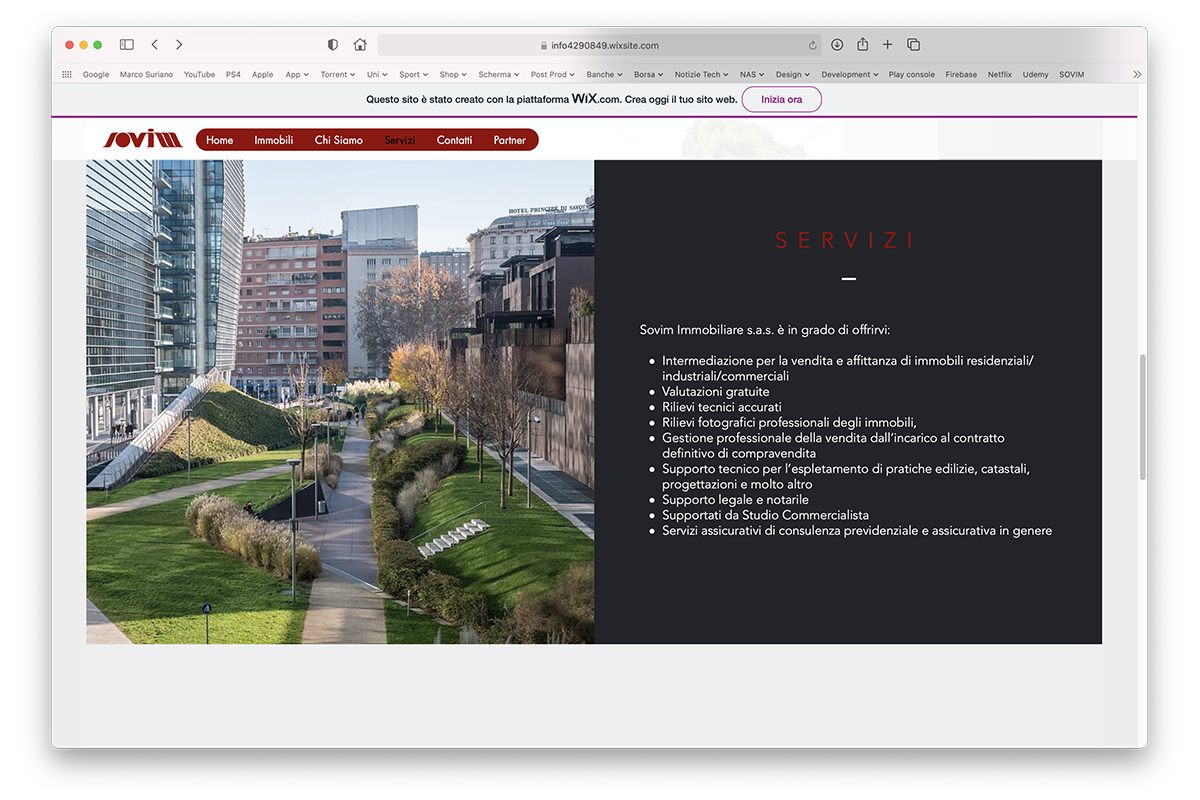 info4290849.wixsite.com
Google Marco Suriano YouTube PS4 Apple App Torrent Uni Sport Shop Scherma Post Prod Banche Borsa Notizie Tech NAS Design Development Play console Firebase Netflix Udemy SOVIM
Questo sito è stato creato con la piattaforma WiX.com. Crea oggi il tuo sito web. Inizia ora
sovim Home Immobili Chi Siamo Servizi Contatti Partner
HOTEL PRINCIPE DI SAVOIA
SERVIZI
Sovim Immobiliare s.a.s. è in grado di offrirvi:
• Intermediazione per la vendita e affittanza di immobili residenziali/
industriali/commerciali
• Valutazioni gratuite
• Rilievi tecnici accurati
• Rilievi fotografici professionali degli immobili,
• Gestione professionale della vendita dall’incarico al contratto
definitivo di compravendita
• Supporto tecnico per l’espletamento di pratiche edilizie, catastali,
progettazioni e molto altro
• Supporto legale e notarile
• Supportati da Studio Commercialista
• Servizi assicurativi di consulenza previdenziale e assicurativa in genere